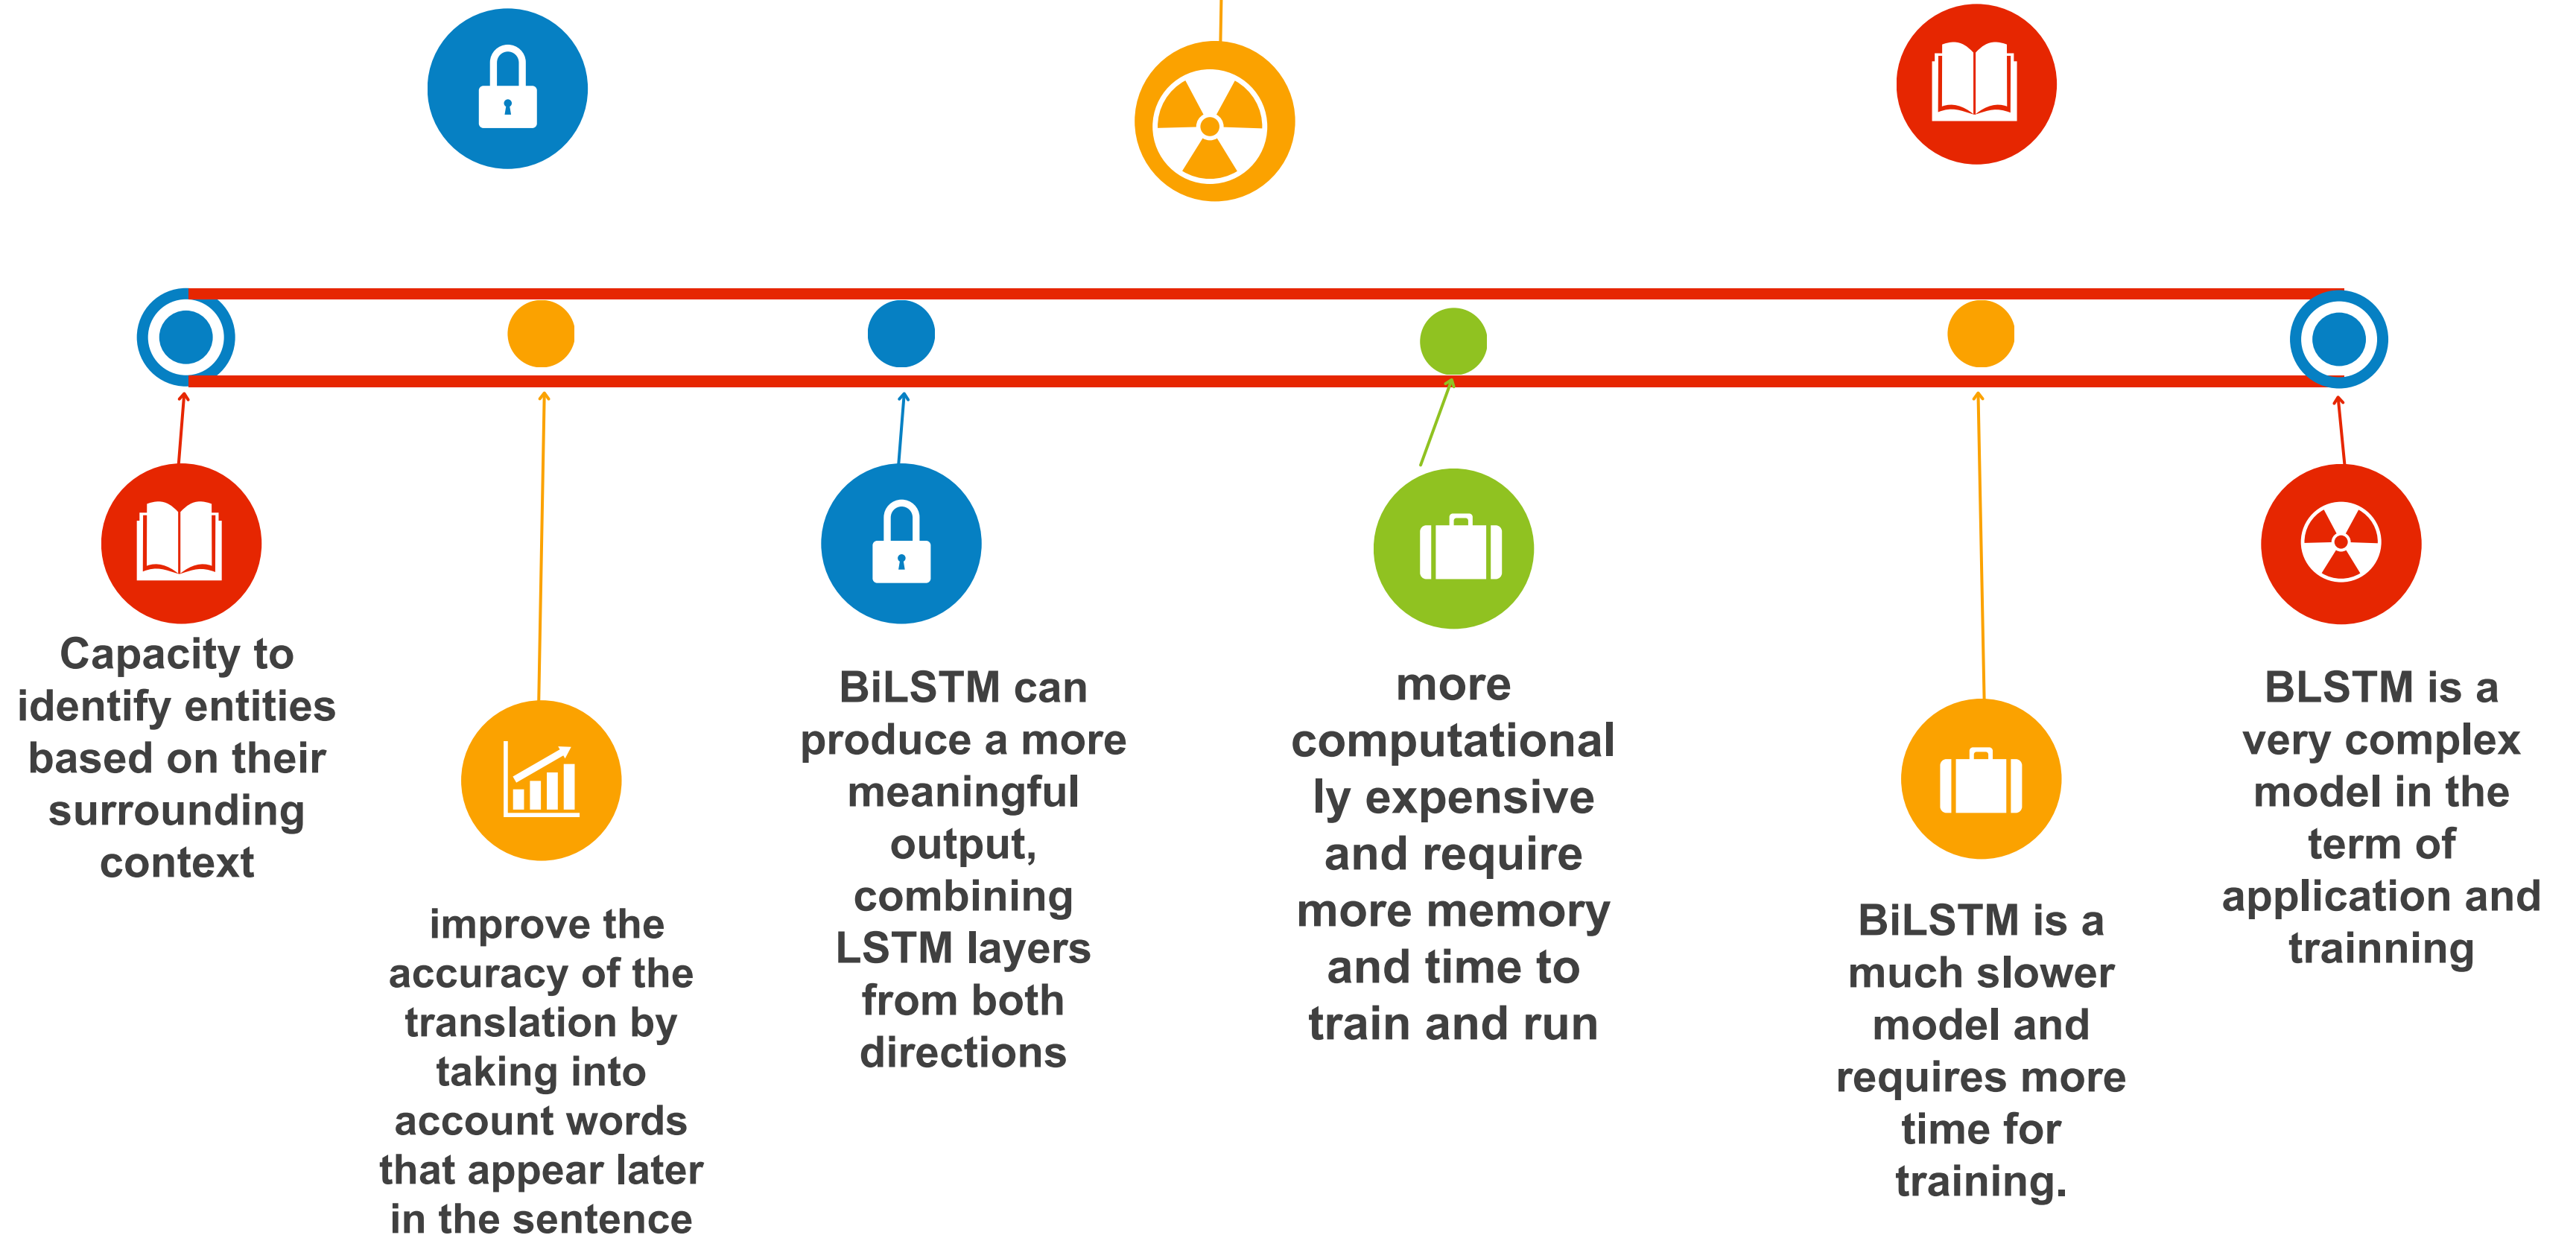 Capacity to
identify entities
based on their
surrounding
context
improve the
accuracy of the
translation by
taking into
account words
that appear later
in the sentence
BiLSTM can
produce a more
meaningful
output,
combining
LSTM layers
from both
directions
more
computational
ly expensive
and require
more memory
and time to
train and run
BiLSTM is a
much slower
model and
requires more
time for
training.
BLSTM is a
very complex
model in the
term of
application and
trainning